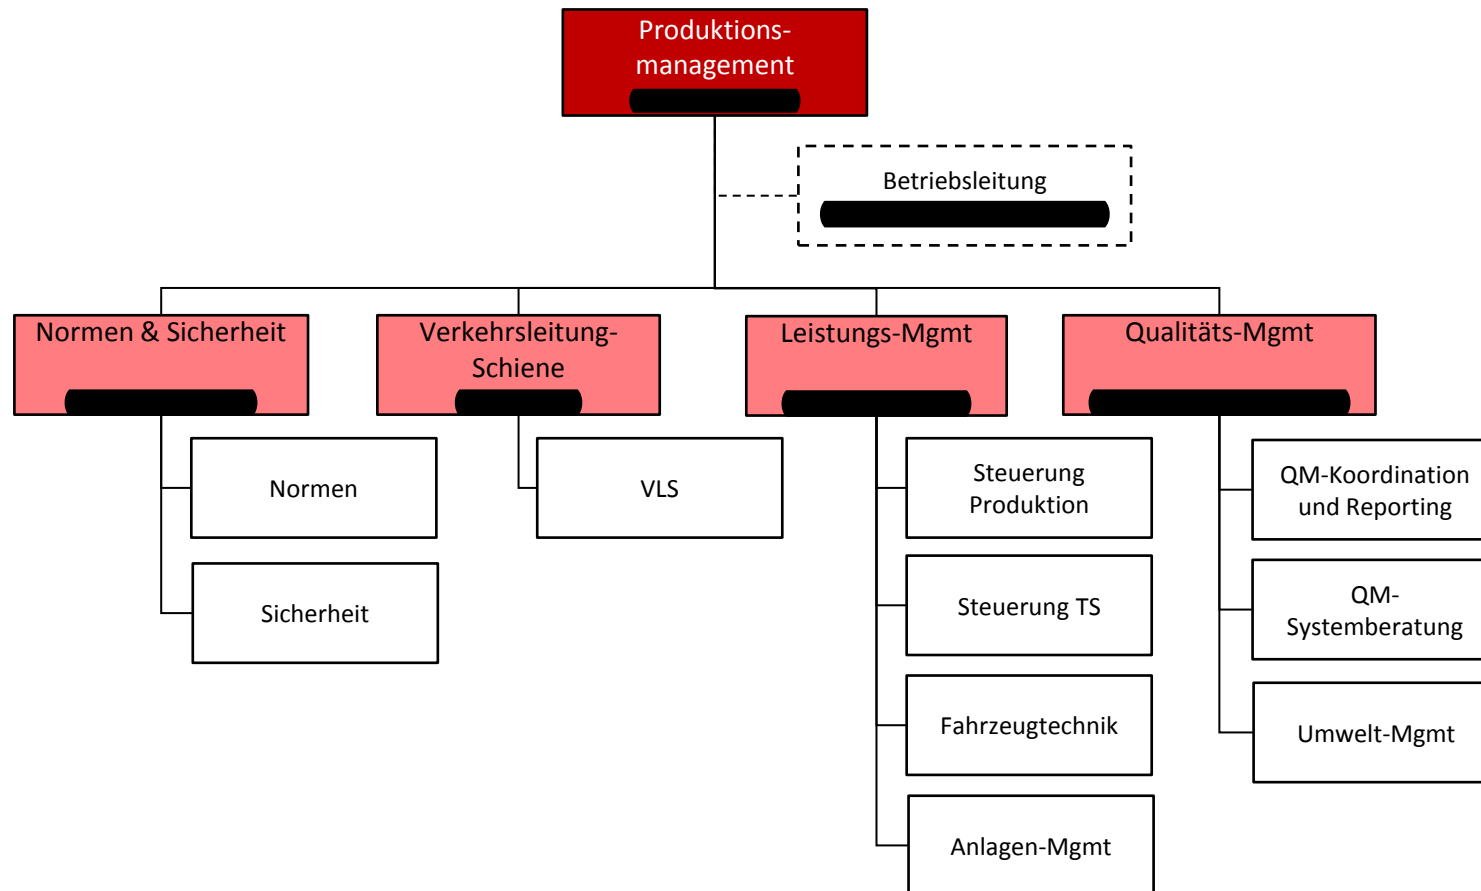 Produktions-
management
Betriebsleitung
Normen & Sicherheit
Verkehrsleitung-
Schiene
Leistungs-Mgmt
Qualitäts-Mgmt
Normen
Sicherheit
VLS
Steuerung
Produktion
Steuerung TS
Fahrzeugtechnik
Anlagen-Mgmt
QM-Koordination
und Reporting
QM-
Systemberatung
Umwelt-Mgmt